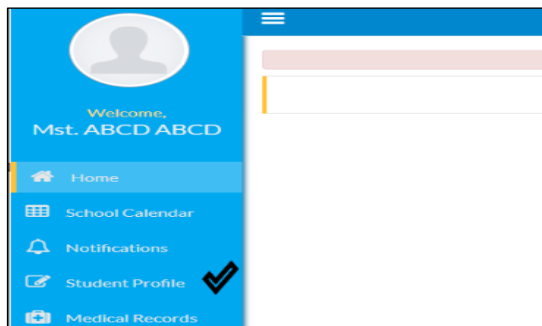 Welcome,
Mst. ABCD ABCD
Home
School Calendar
Notifications
Student Profile
Medical Records